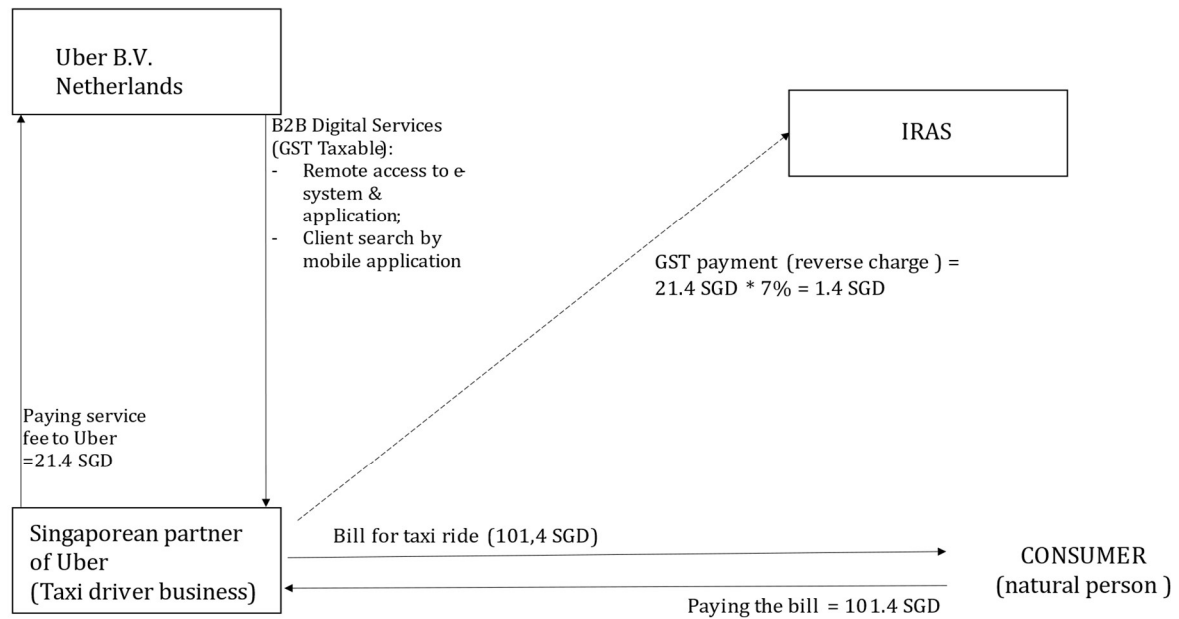 Uber B.V.
Netherlands
B2B Digital Services
(GST Taxable):
- Remote access to e-
system &
application;
- Client search by
mobile application
IRAS
GST payment (reverse charge ) =
21.4 SGD * 7% = 1.4 SGD
Paying service
fee to Uber
=21.4 SGD
Singaporean partner
of Uber
(Taxi driver business)
Bill for taxi ride (101,4 SGD)
CONSUMER
(natural person )
Paying the bill = 101.4 SGD